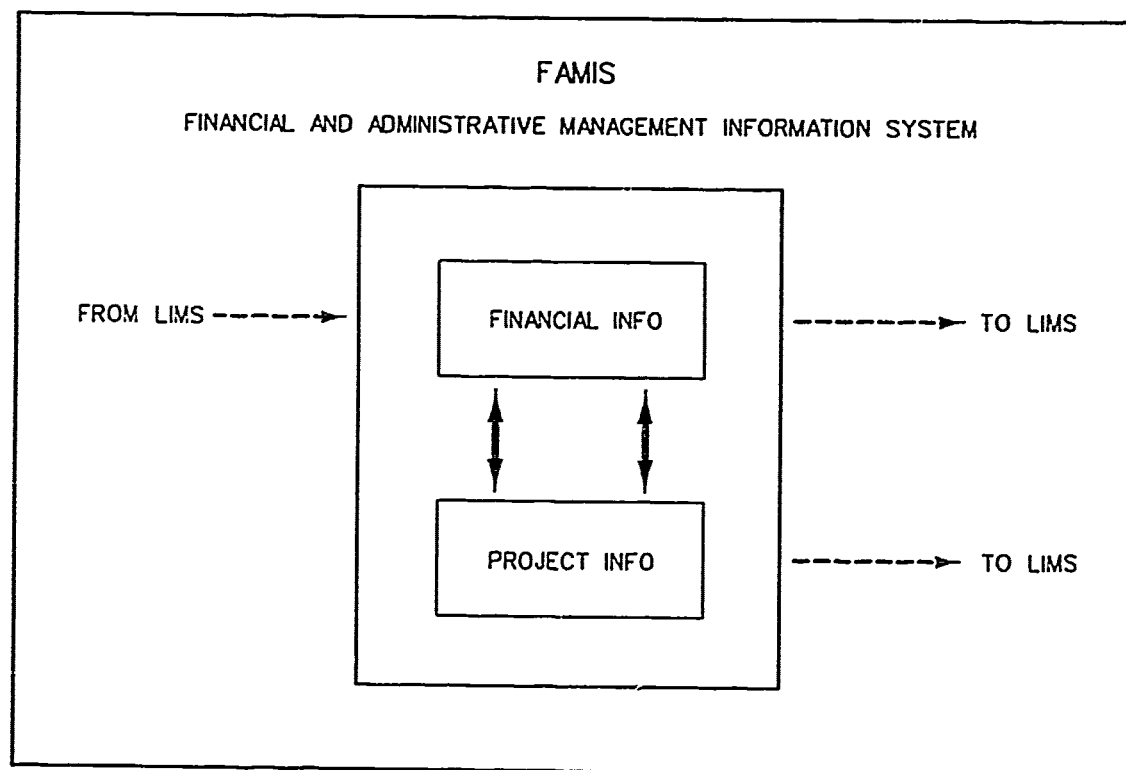 FAMIS
FINANCIAL AND ADMINISTRATIVE MANAGEMENT INFORMATION SYSTEM
FROM LIMS
FINANCIAL INFO
TO LIMS
PROJECT INFO
TO LIMS